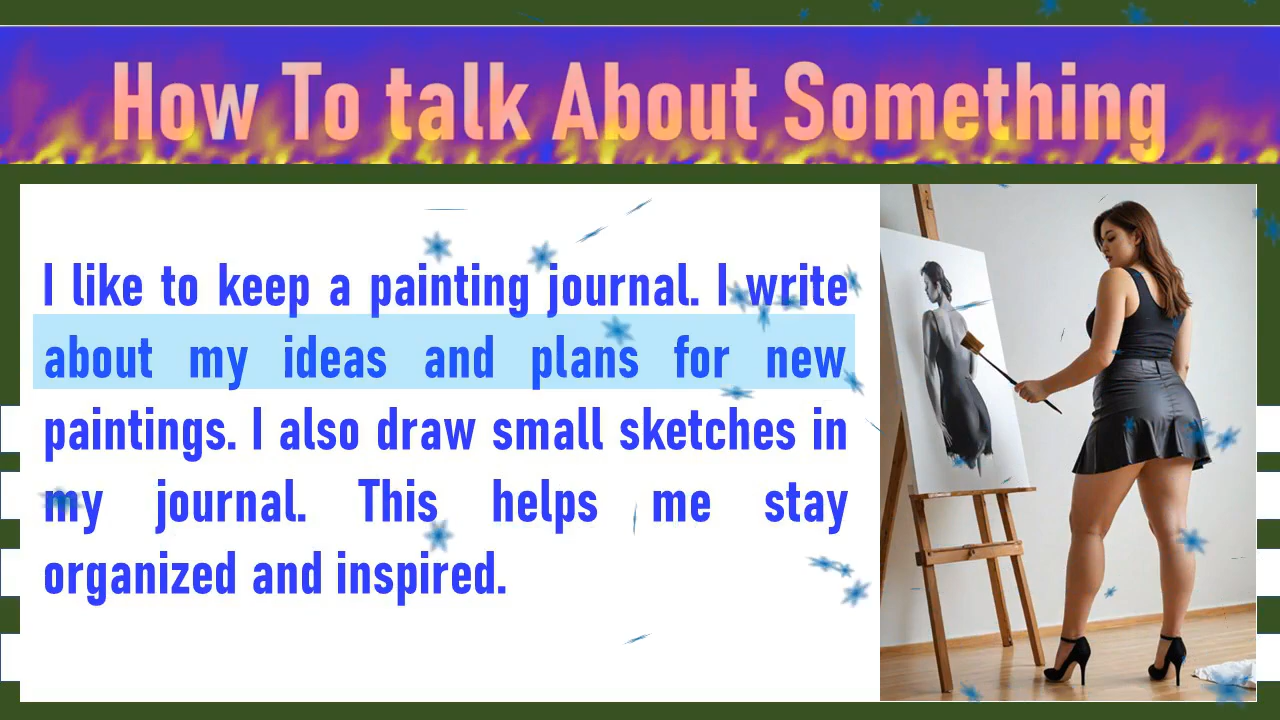 How To talk About Something
I like to keep a painting journal. I write
about my ideas and plans for new
paintings. I also draw small sketches in
my journal. This helps me stay
organized and inspired.